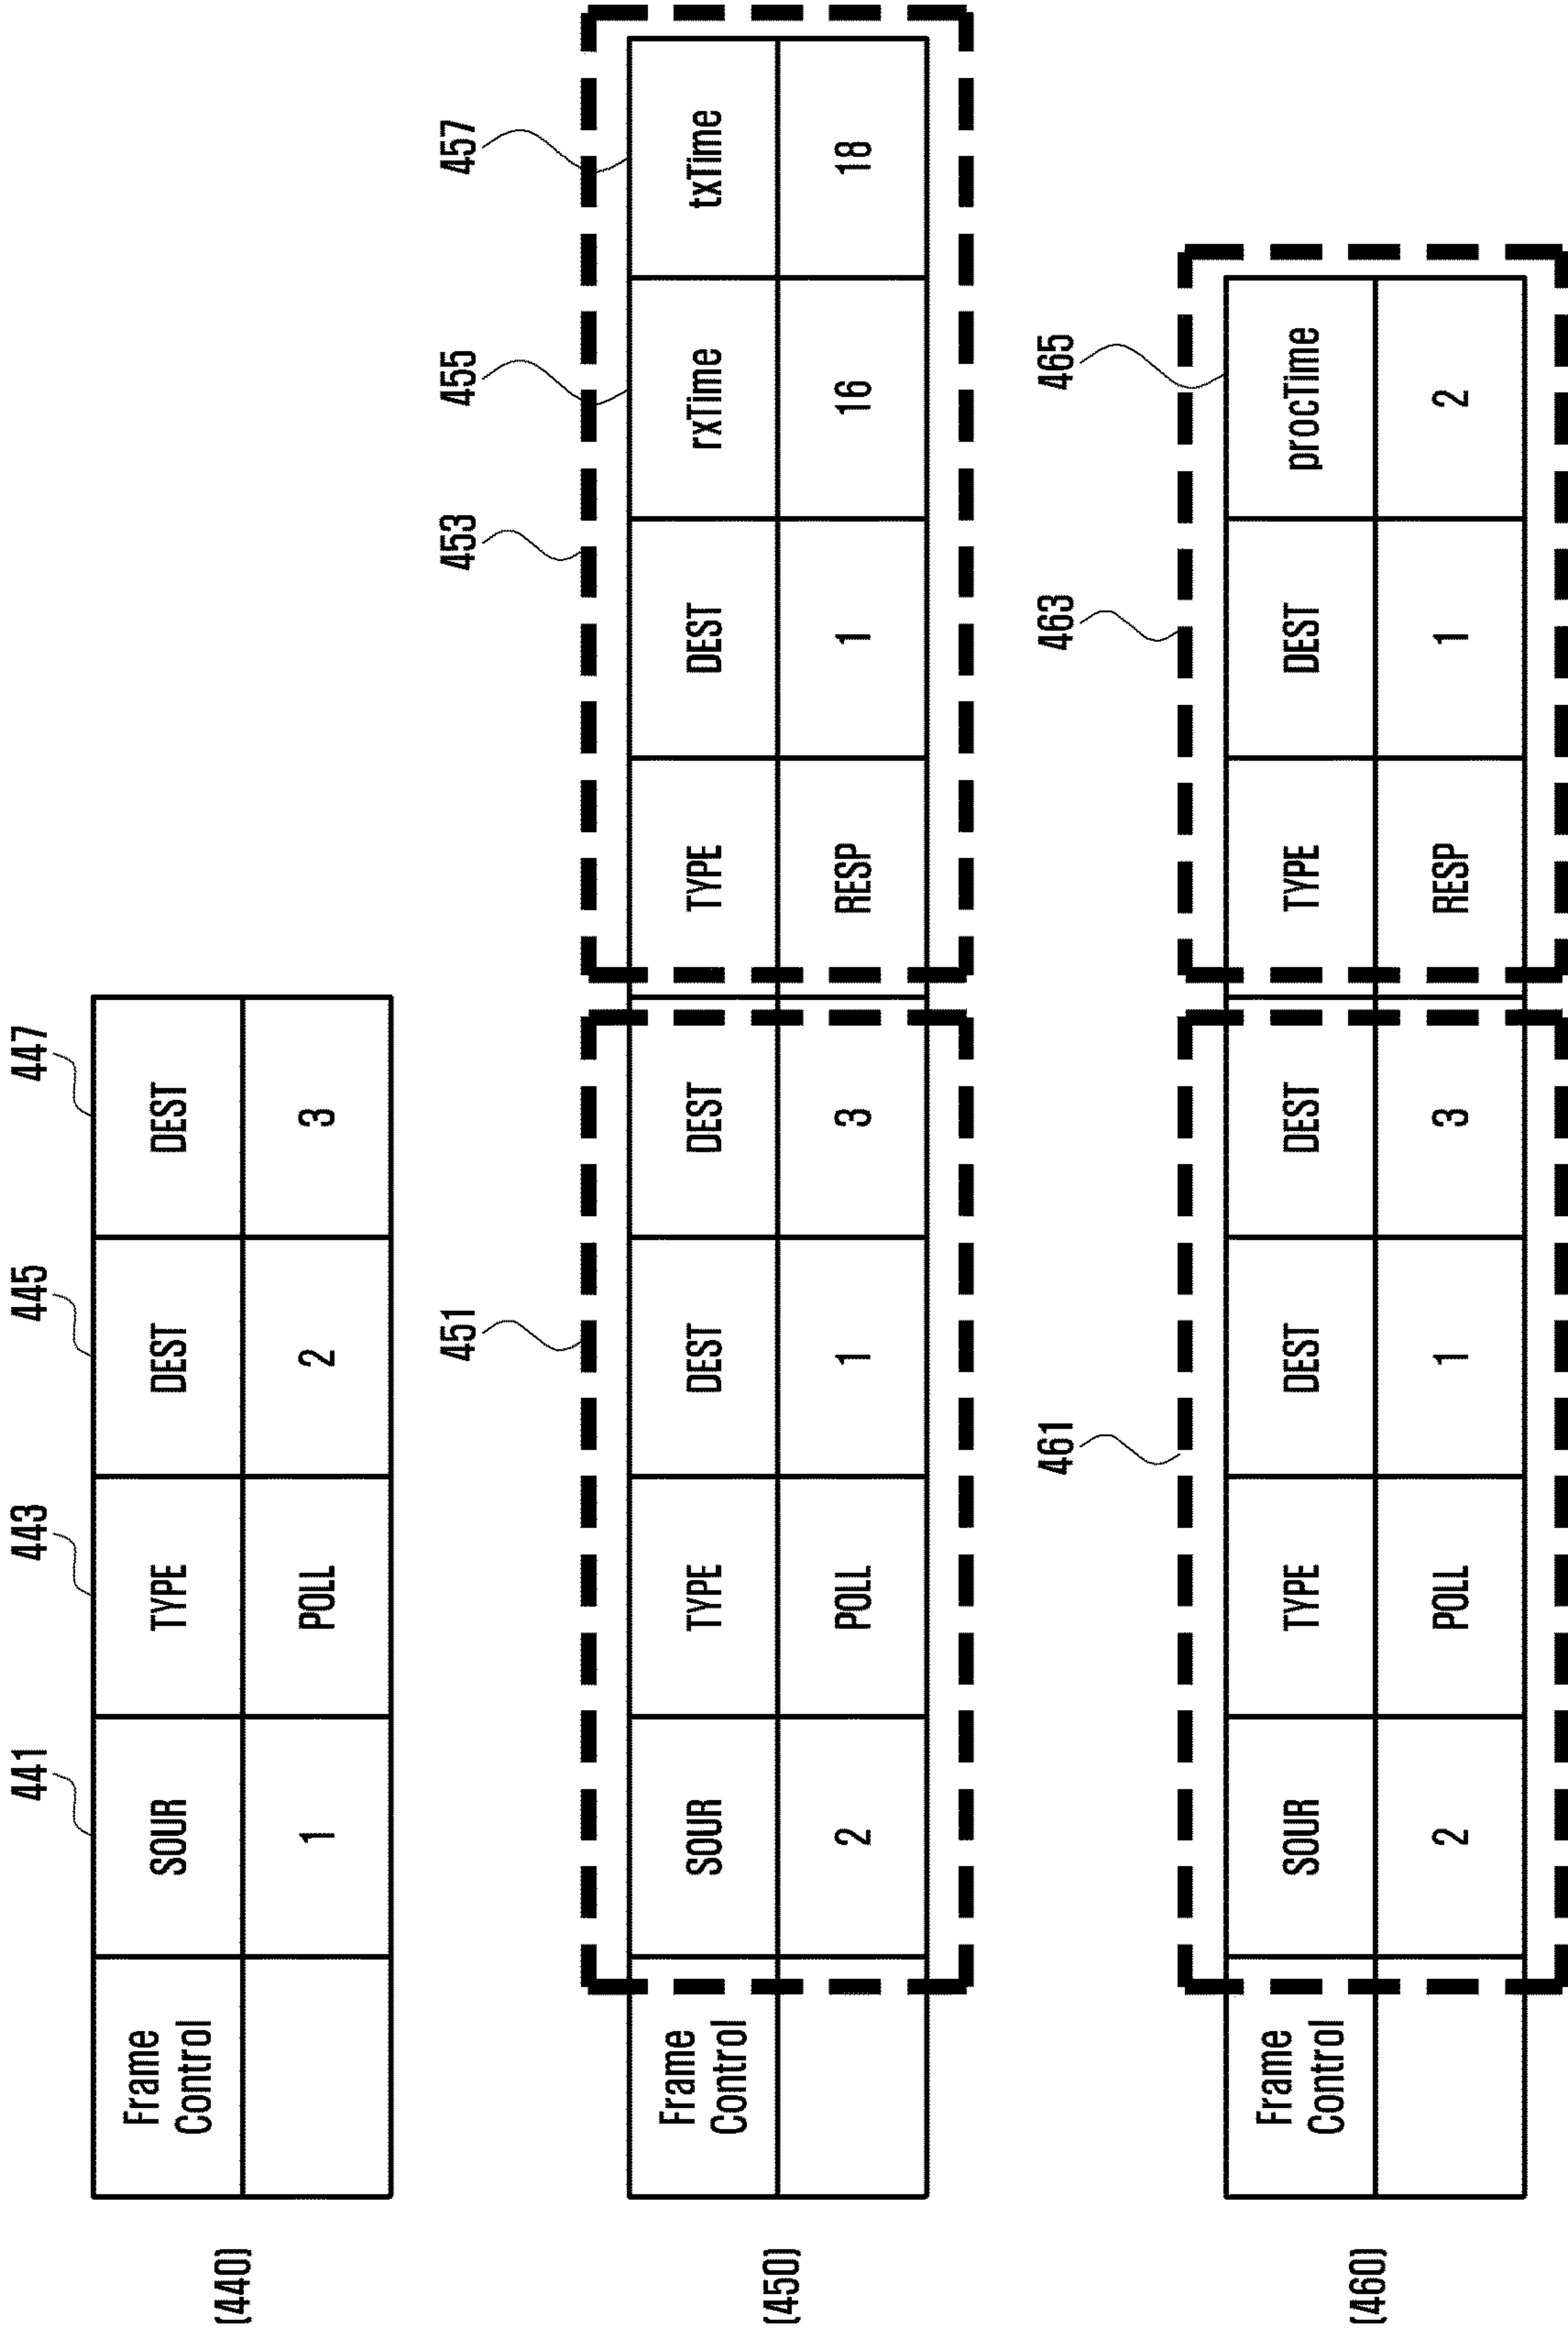 441 443 445 447
Frame SOUR TYPE DEST DEST
Control
(440)
1 POLL 2 3
451 453 455 457
Frame SOUR TYPE DEST DEST TYPE DEST rxTime txTime
Control
(450)
2 POLL 1 3 RESP 1 16 18
461 463 465
Frame SOUR TYPE DEST DEST TYPE DEST procTime
Control
(460)
2 POLL 1 3 RESP 1 2